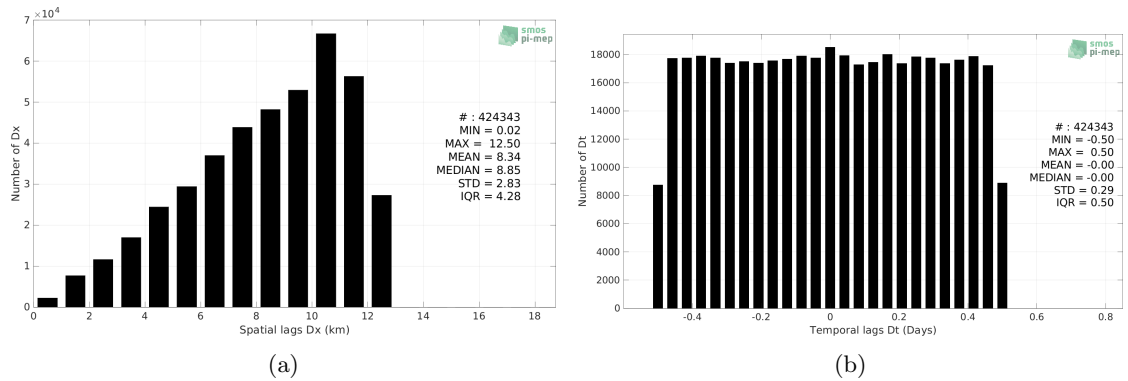 ×10⁴
7
6
5
4
3
2
1
0
Number of Dx
0 2 4 6 8 10 12 14 16 18
Spatial lags Dx (km)
smos
pi-mep
# : 424343
MIN = 0.02
MAX = 12.50
MEAN = 8.34
MEDIAN = 8.85
STD = 2.83
IQR = 4.28
(a)
18000
16000
14000
12000
10000
8000
6000
4000
2000
0
Number of Dt
-0.4 -0.2 0 0.2 0.4 0.6 0.8
Temporal lags Dt (Days)
smos
pi-mep
# : 424343
MIN = -0.50
MAX = 0.50
MEAN = -0.00
MEDIAN = -0.00
STD = 0.29
IQR = 0.50
(b)